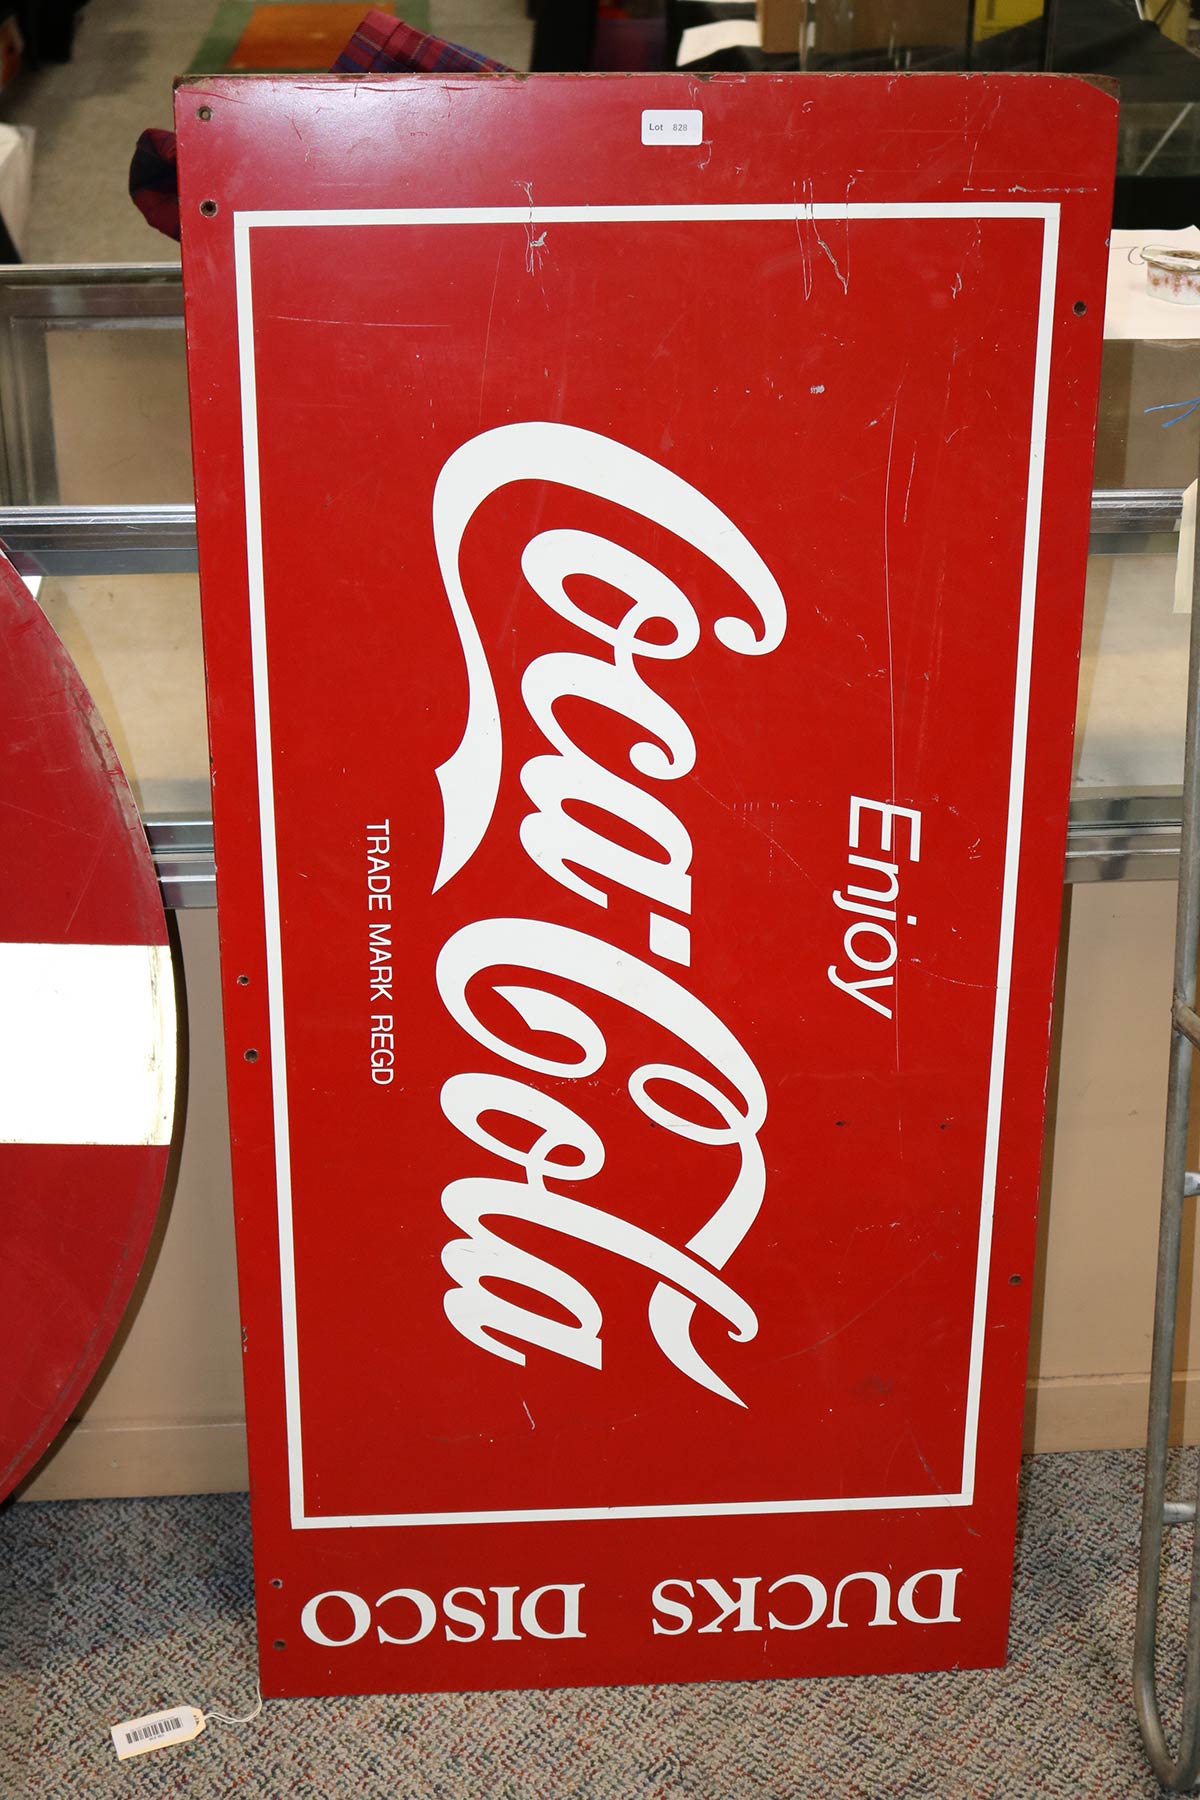 Lot 828
Enjoy
Coca-Cola
TRADE MARK REGD
DUCKS DISCO